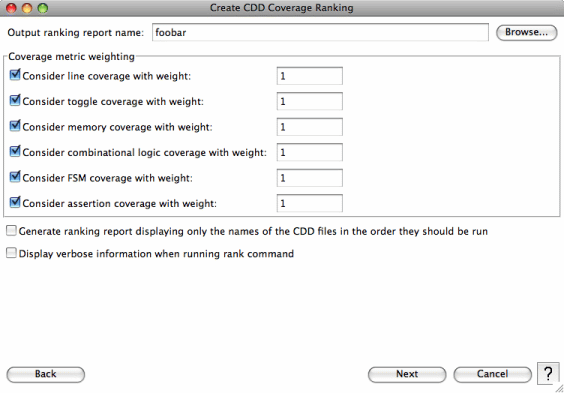 Create CDD Coverage Ranking
Output ranking report name: foobar Browse...
Coverage metric weighting
Consider line coverage with weight: 1
Consider toggle coverage with weight: 1
Consider memory coverage with weight: 1
Consider combinational logic coverage with weight: 1
Consider FSM coverage with weight: 1
Consider assertion coverage with weight: 1
Generate ranking report displaying only the names of the CDD files in the order they should be run
Display verbose information when running rank command
Back Next Cancel ?